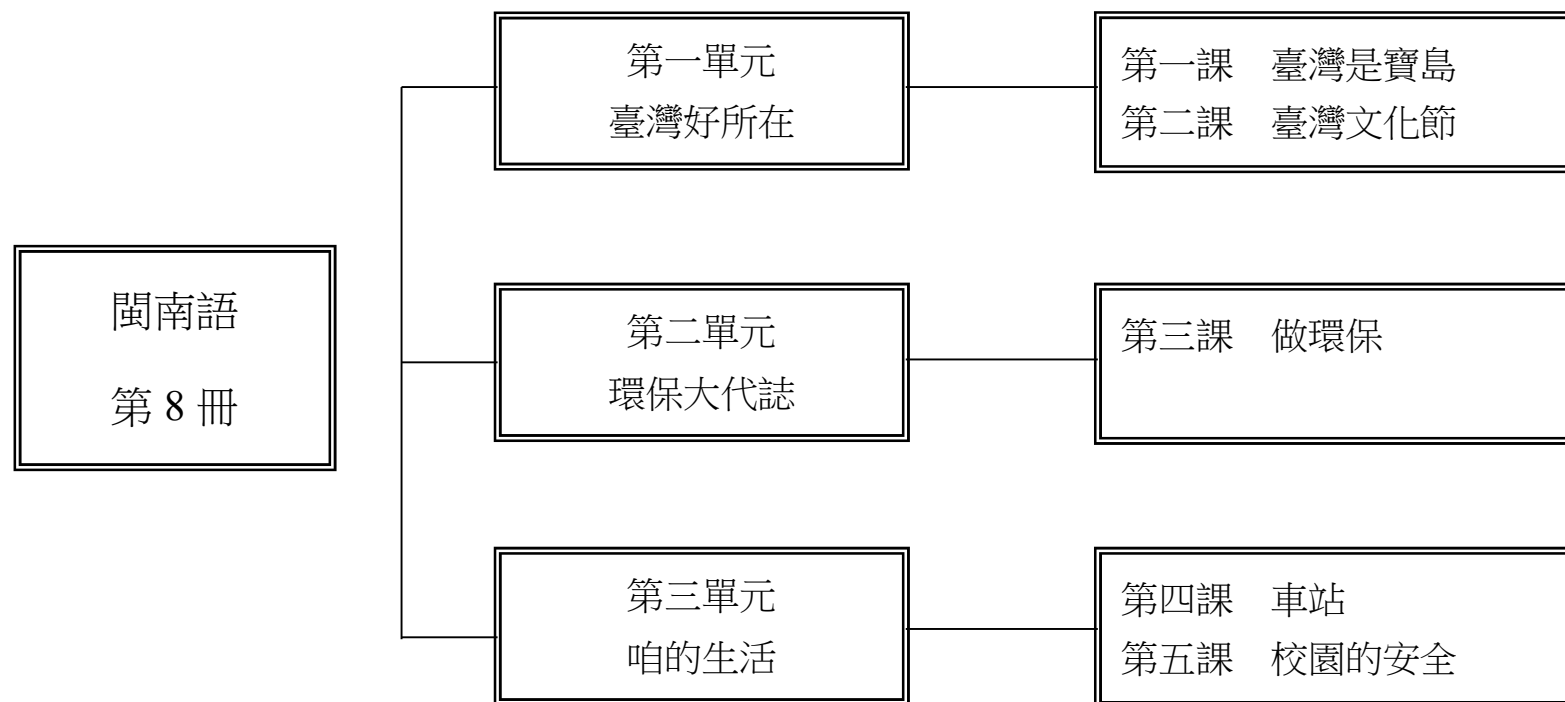 閩南語
第 8 冊
第一單元
臺灣好所在
第一課　臺灣是寶島
第二課　臺灣文化節
第二單元
環保大代誌
第三課　做環保
第三單元
咱的生活
第四課　車站
第五課　校園的安全